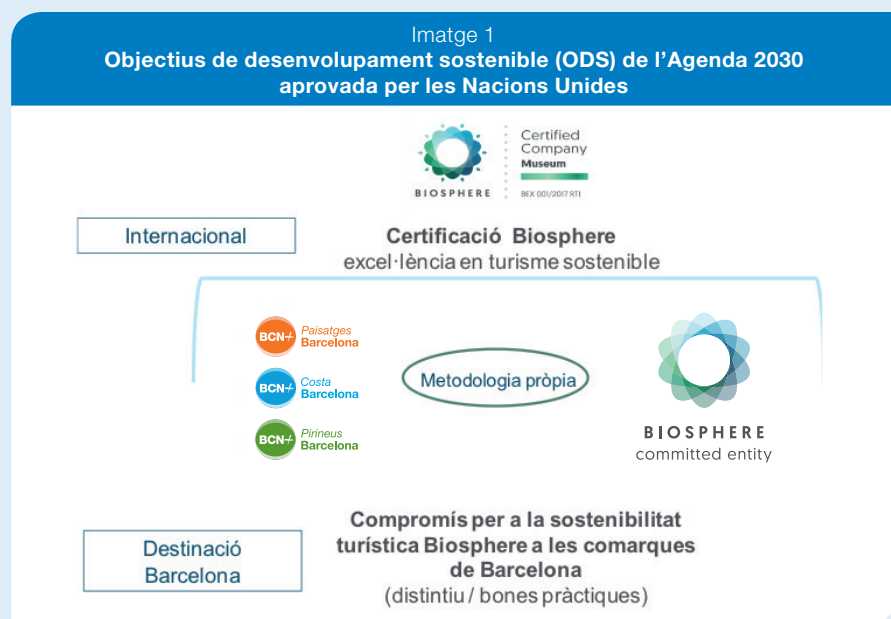 Imatge 1
Objectius de desenvolupament sostenible (ODS) de l'Agenda 2030
aprovada per les Nacions Unides
BIOSPHERE
Certified
Company
Museum
BEX 001/2017 RTI
Internacional
Certificació Biosphere
excel·lència en turisme sostenible
BCN+ Paisatges
Barcelona
BCN+ Costa
Barcelona
BCN+ Pirineus
Barcelona
Metodologia pròpia
BIOSPHERE
committed entity
Destinació
Barcelona
Compromís per a la sostenibilitat
turística Biosphere a les comarques
de Barcelona
(distintiu / bones pràctiques)